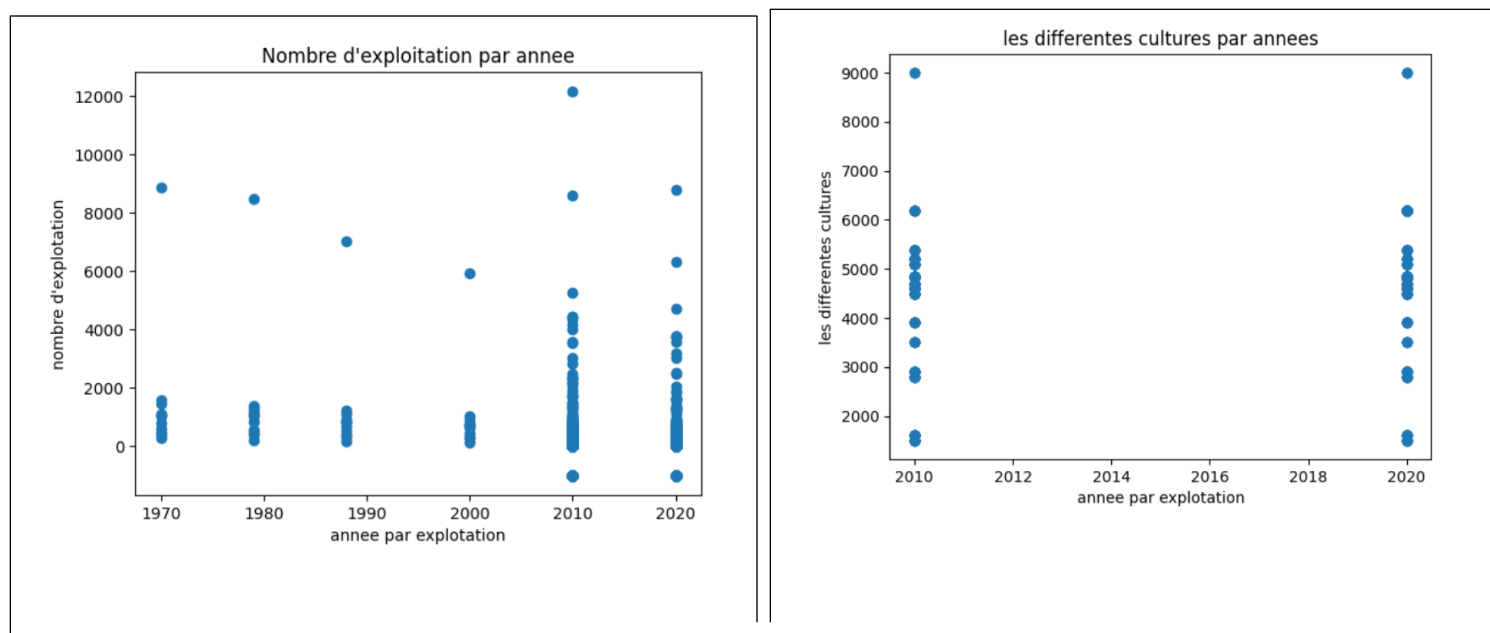 Nombre d'exploitation par annee
12000
10000
8000
6000
4000
2000
0
nombre d'explotation
1970 1980 1990 2000 2010 2020
annee par explotation
les differentes cultures par annees
9000
8000
7000
6000
5000
4000
3000
2000
les differentes cultures
2010 2012 2014 2016 2018 2020
annee par explotation